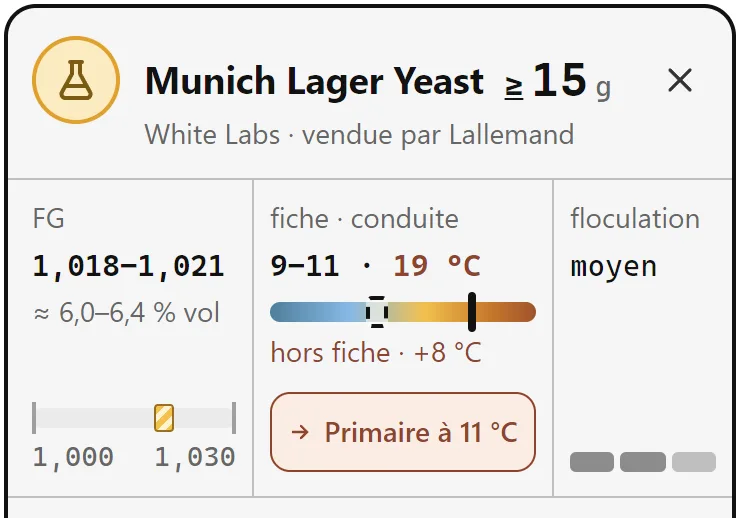 Munich Lager Yeast ≥ 15 g
White Labs · vendue par Lallemand
FG
1,018–1,021
≈ 6,0–6,4 % vol
1,000 1,030
fiche · conduite
9–11 · 19 °C
hors fiche · +8 °C
→ Primaire à 11 °C
floculation
moyen